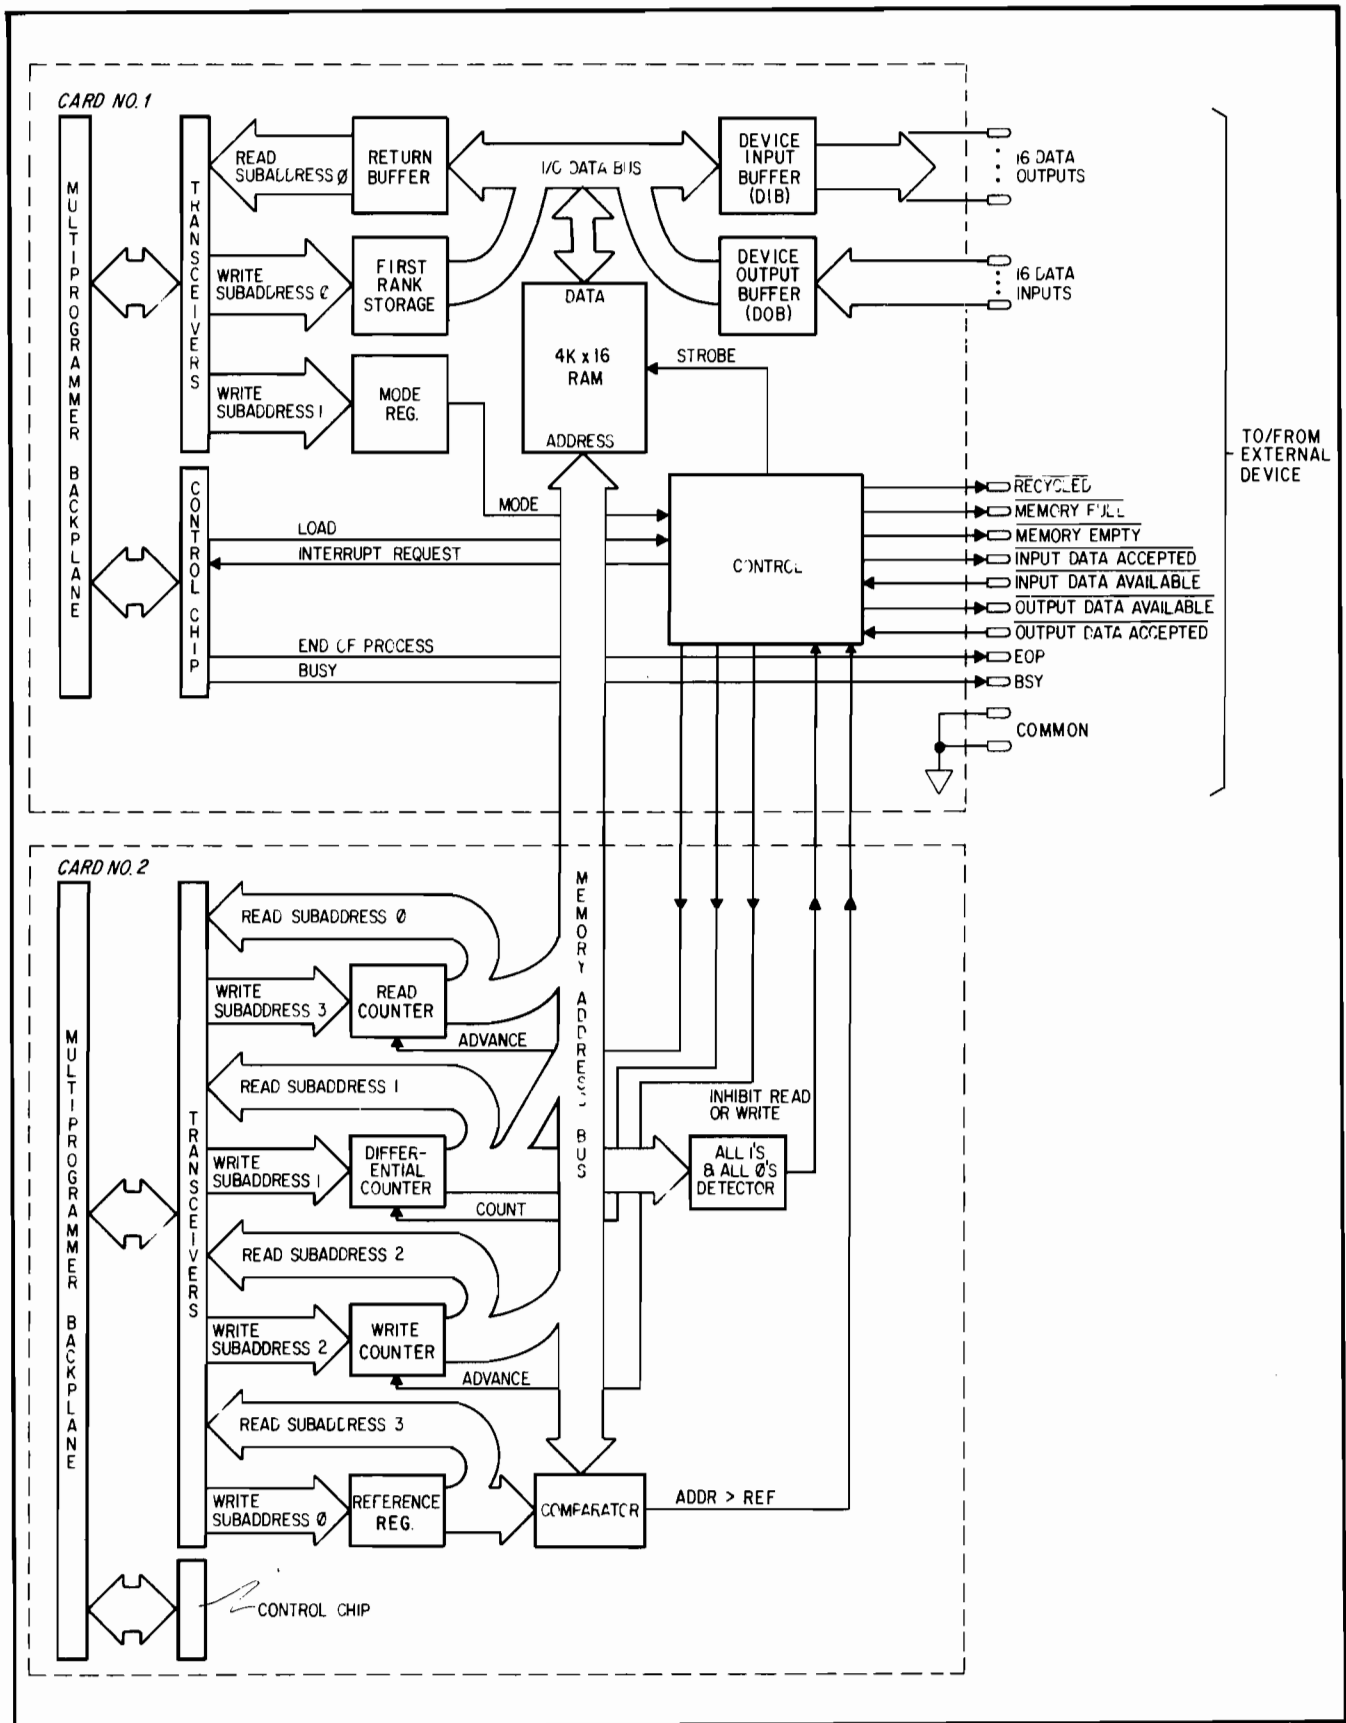 CARD NO. 1
MULTIPROGRAMMER BACKPLANE
TRANSCEIVERS
READ
SUBADDRESS Ø
RETURN
BUFFER
I/O DATA BUS
DEVICE
INPUT
BUFFER
(DIB)
16 DATA
OUTPUTS
WRITE
SUBADDRESS Ø
FIRST
RANK
STORAGE
DEVICE
OUTPUT
BUFFER
(DOB)
16 DATA
INPUTS
DATA
4K x 16
RAM
ADDRESS
STROBE
WRITE
SUBADDRESS 1
MODE
REG.
TO/FROM
EXTERNAL
DEVICE
CONTROL CHIP
MODE
LOAD
INTERRUPT REQUEST
CONTROL
RECYCLED
MEMORY FULL
MEMORY EMPTY
INPUT DATA ACCEPTED
INPUT DATA AVAILABLE
OUTPUT DATA AVAILABLE
OUTPUT DATA ACCEPTED
END OF PROCESS
EOP
BUSY
BSY
COMMON
CARD NO. 2
MULTIPROGRAMMER BACKPLANE
TRANSCEIVERS
MEMORY ADDRESS BUS
READ SUBADDRESS Ø
WRITE
SUBADDRESS 3
READ
COUNTER
ADVANCE
READ SUBADDRESS 1
INHIBIT READ
OR WRITE
WRITE
SUBADDRESS 1
DIFFER-
ENTIAL
COUNTER
ALL 1'S
& ALL Ø'S
DETECTOR
COUNT
READ SUBADDRESS 2
WRITE
SUBADDRESS 2
WRITE
COUNTER
ADVANCE
READ SUBADDRESS 3
WRITE
SUBADDRESS Ø
REFERENCE
REG.
COMPARATOR
ADDR > REF
CONTROL CHIP